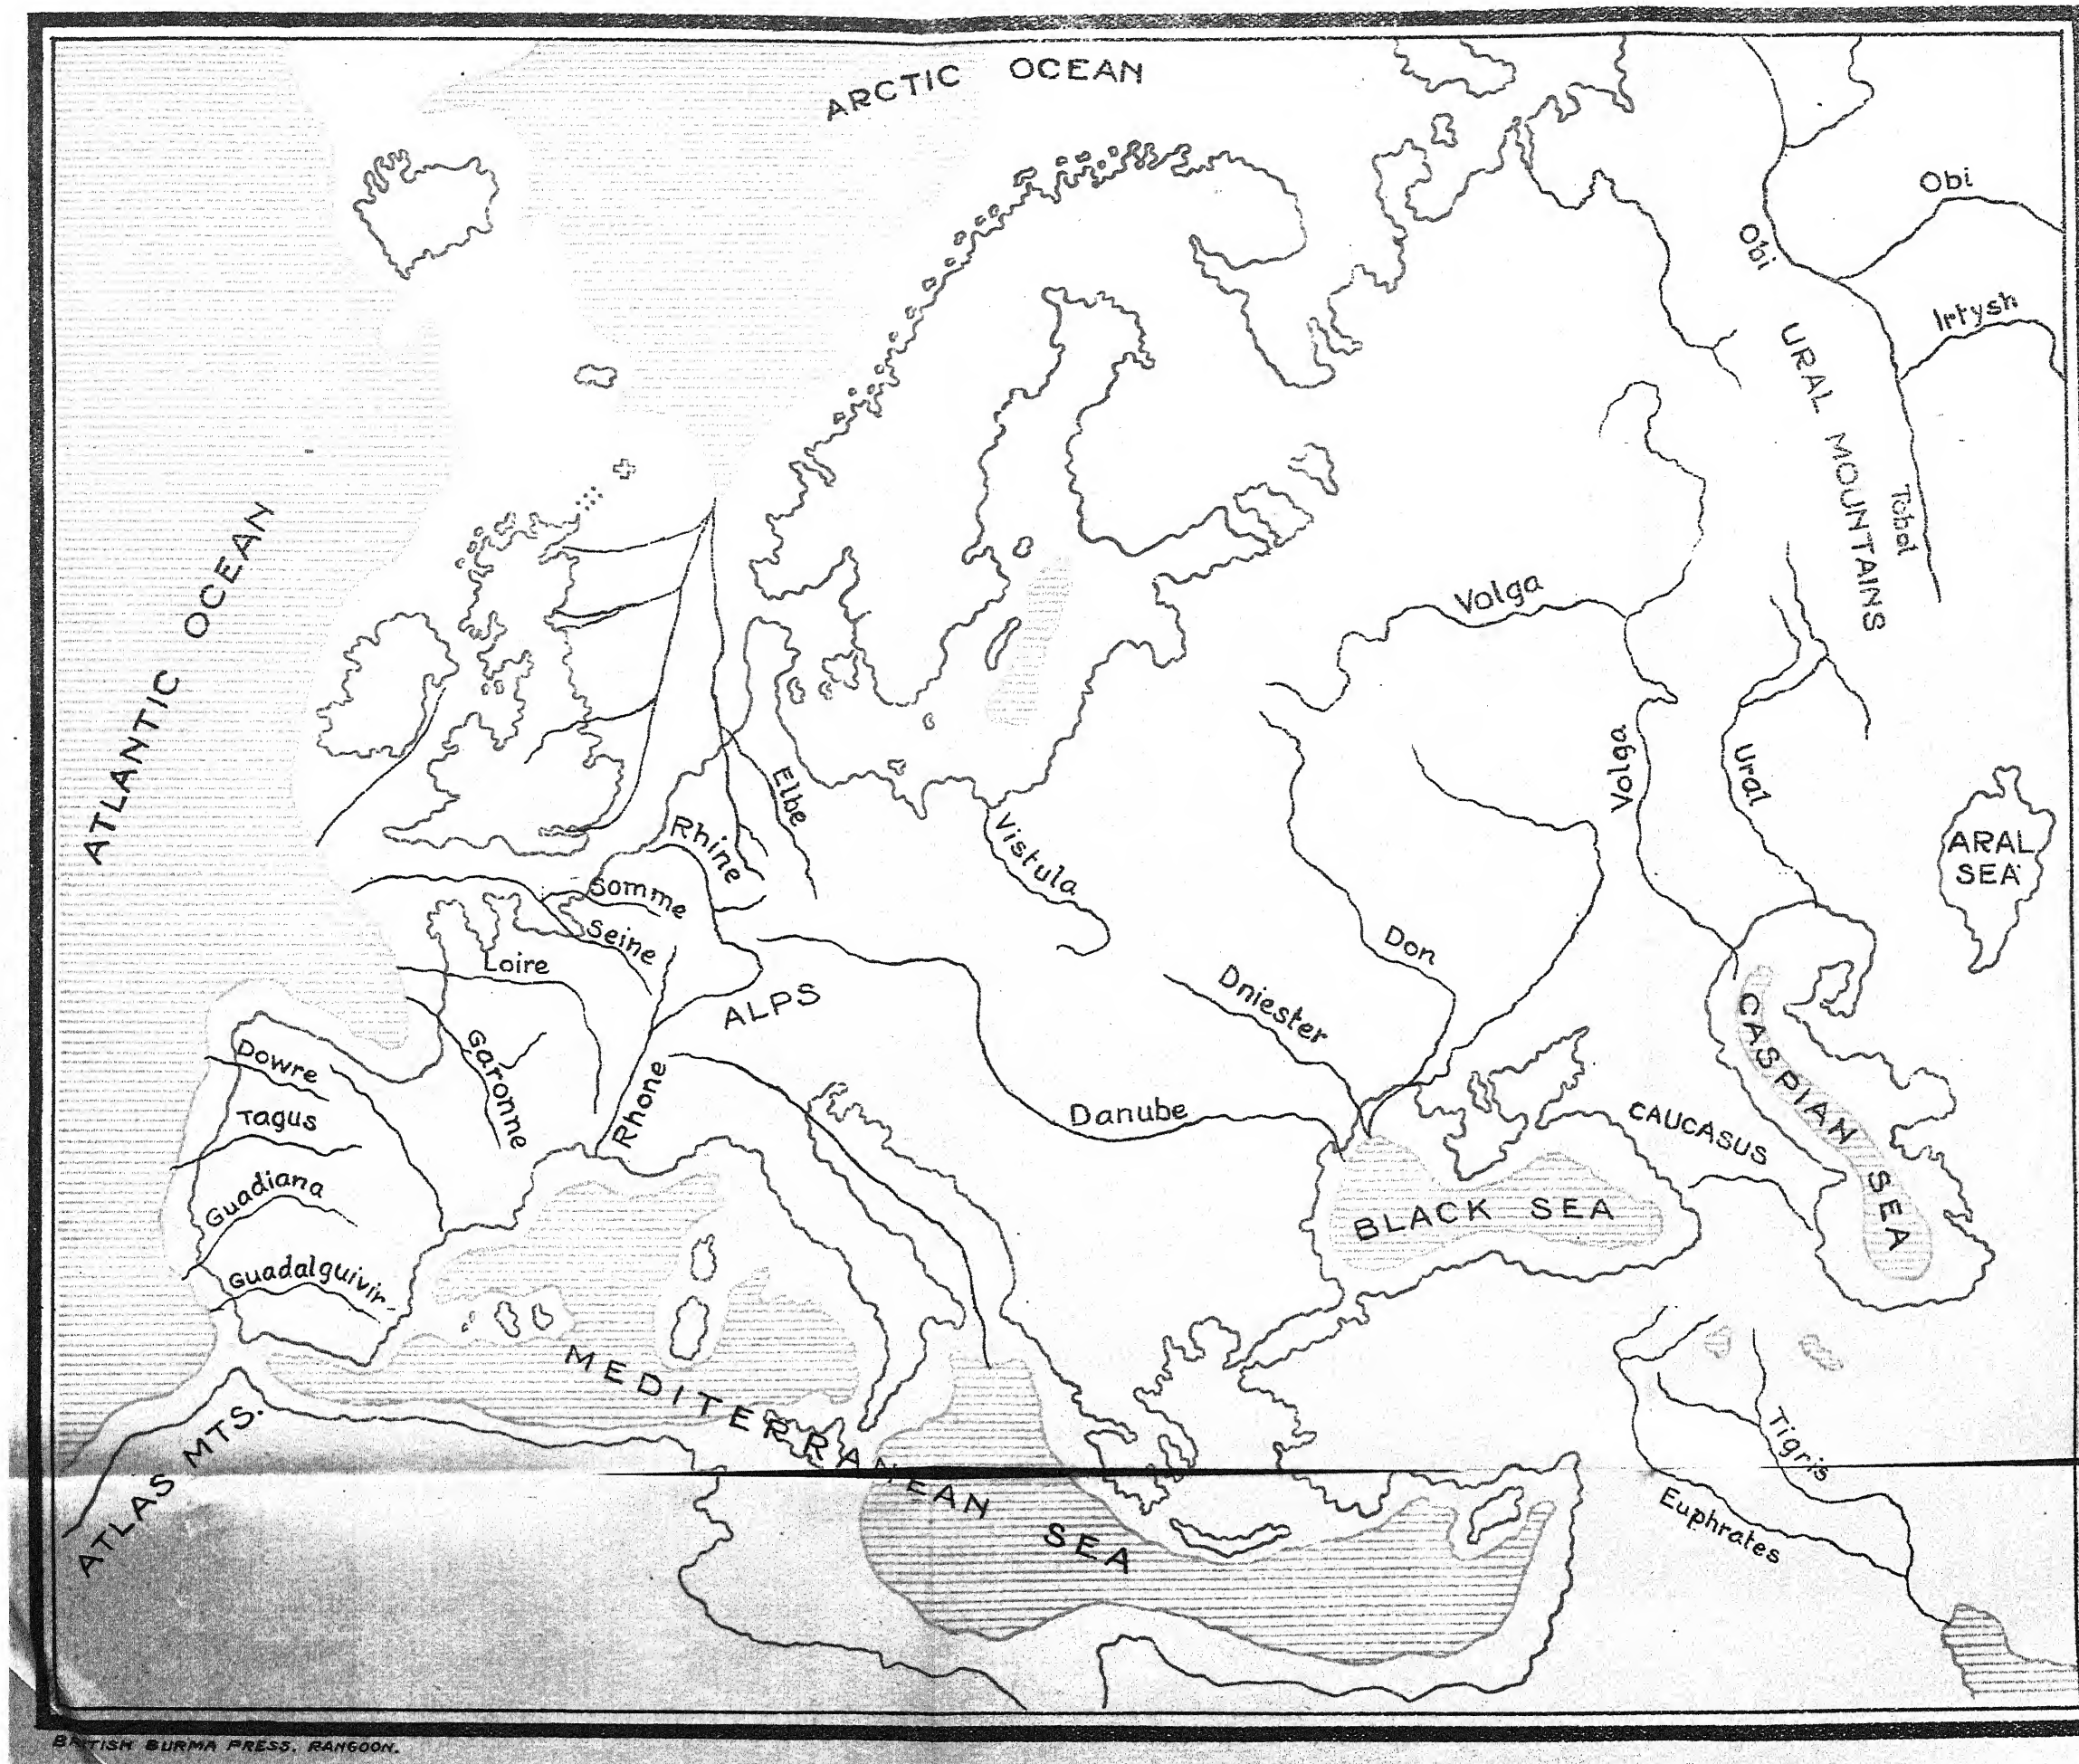 ARCTIC OCEAN
Obi
Obi
Irtysh
URAL MOUNTAINS
Tobol
ATLANTIC OCEAN
Volga
Volga
Ural
ARAL
SEA
Elbe
Rhine
Vistula
Somme
Seine
Loire
Don
Dniester
ALPS
CASPIAN SEA
Dowre
Garonne
Rhone
Danube
Tagus
CAUCASUS
Guadiana
BLACK SEA
Guadalguivir
MEDITERRANEAN SEA
ATLAS MTS.
Tigris
Euphrates
BRITISH BURMA PRESS. RANGOON.